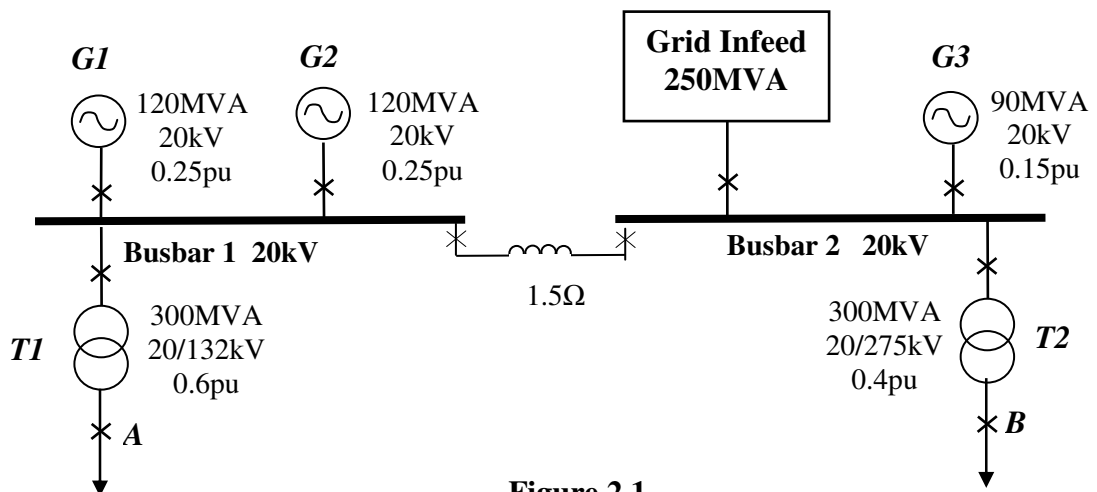 G1
120MVA
20kV
0.25pu
G2
120MVA
20kV
0.25pu
Grid Infeed
250MVA
G3
90MVA
20kV
0.15pu
Busbar 1 20kV
1.5Ω
Busbar 2 20kV
T1
300MVA
20/132kV
0.6pu
A
300MVA
20/275kV
0.4pu
T2
B
Figure 2.1